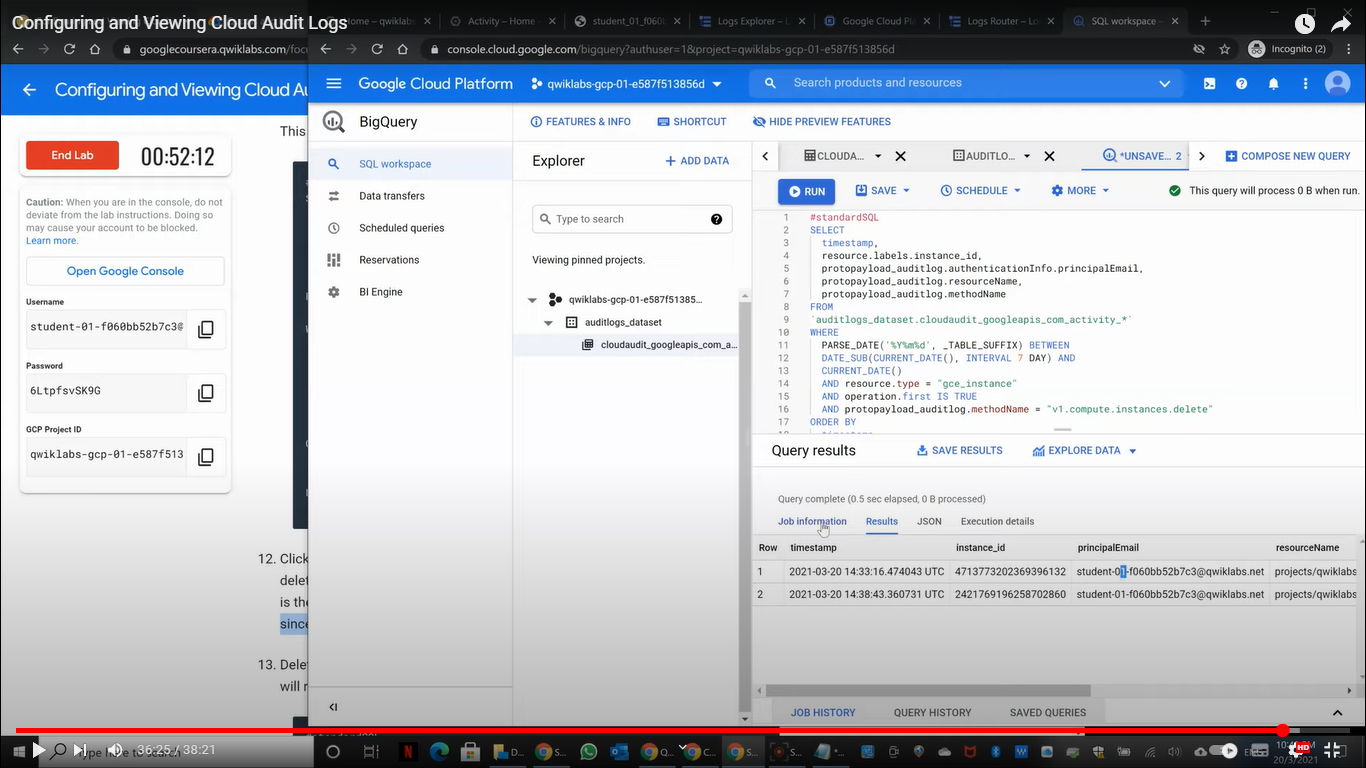 Configuring and Viewing Cloud Audit Logs
Home – qwiklabs
Activity – Home
student_01_f060
Logs Explorer – L
Google Cloud Pl
Logs Router – Lo
SQL workspace
googlecoursera.qwiklabs.com/foc
console.cloud.google.com/bigquery?authuser=1&project=qwiklabs-gcp-01-e587f513856d
Incognito (2)
Configuring and Viewing Cloud Au
Google Cloud Platform
qwiklabs-gcp-01-e587f513856d
Search products and resources
This
End Lab
00:52:12
Caution: When you are in the console, do not
deviate from the lab instructions. Doing so
may cause your account to be blocked.
Learn more.
Open Google Console
Username
student-01-f060bb52b7c3@
Password
6LtpfsvSK9G
GCP Project ID
qwiklabs-gcp-01-e587f513
12. Click
delet
is the
since
13. Delet
will r
BigQuery
SQL workspace
Data transfers
Scheduled queries
Reservations
BI Engine
FEATURES & INFO
SHORTCUT
HIDE PREVIEW FEATURES
Explorer
+ ADD DATA
Type to search
Viewing pinned projects.
qwiklabs-gcp-01-e587f51385...
auditlogs_dataset
cloudaudit_googleapis_com_a...
CLOUDA...
AUDITLO...
*UNSAVE... 2
COMPOSE NEW QUERY
RUN
SAVE
SCHEDULE
MORE
This query will process 0 B when run.
1 #standardSQL
2 SELECT
3 timestamp,
4 resource.labels.instance_id,
5 protopayload_auditlog.authenticationInfo.principalEmail,
6 protopayload_auditlog.resourceName,
7 protopayload_auditlog.methodName
8 FROM
9 `auditlogs_dataset.cloudaudit_googleapis_com_activity_*`
10 WHERE
11 PARSE_DATE('%Y%m%d', _TABLE_SUFFIX) BETWEEN
12 DATE_SUB(CURRENT_DATE(), INTERVAL 7 DAY) AND
13 CURRENT_DATE()
14 AND resource.type = "gce_instance"
15 AND operation.first IS TRUE
16 AND protopayload_auditlog.methodName = "v1.compute.instances.delete"
17 ORDER BY
Query results
SAVE RESULTS
EXPLORE DATA
Query complete (0.5 sec elapsed, 0 B processed)
Job information
Results
JSON
Execution details
Row timestamp instance_id principalEmail resourceName
1 2021-03-20 14:33:16.474043 UTC 4713773202369396132 student-01-f060bb52b7c3@qwiklabs.net projects/qwiklabs
2 2021-03-20 14:38:43.360731 UTC 2421769196258702860 student-01-f060bb52b7c3@qwiklabs.net projects/qwiklabs
JOB HISTORY
QUERY HISTORY
SAVED QUERIES
Type here to search
36:25 / 38:21
HD
20/3/2021